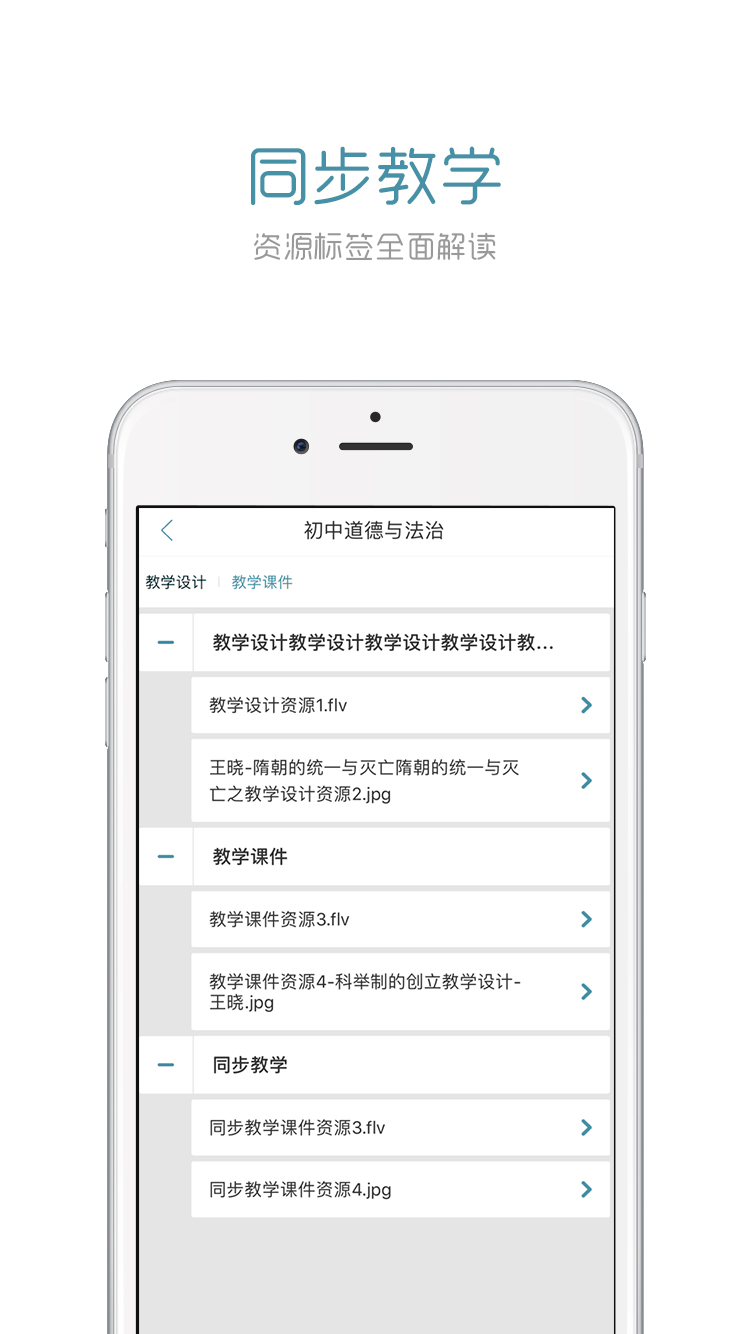 同步教学
资源标签全面解读
初中道德与法治
教学设计 教学课件
教学设计教学设计教学设计教学设计教...
教学设计资源1.flv
王晓-隋朝的统一与灭亡隋朝的统一与灭
亡之教学设计资源2.jpg
教学课件
教学课件资源3.flv
教学课件资源4-科举制的创立教学设计-
王晓.jpg
同步教学
同步教学课件资源3.flv
同步教学课件资源4.jpg